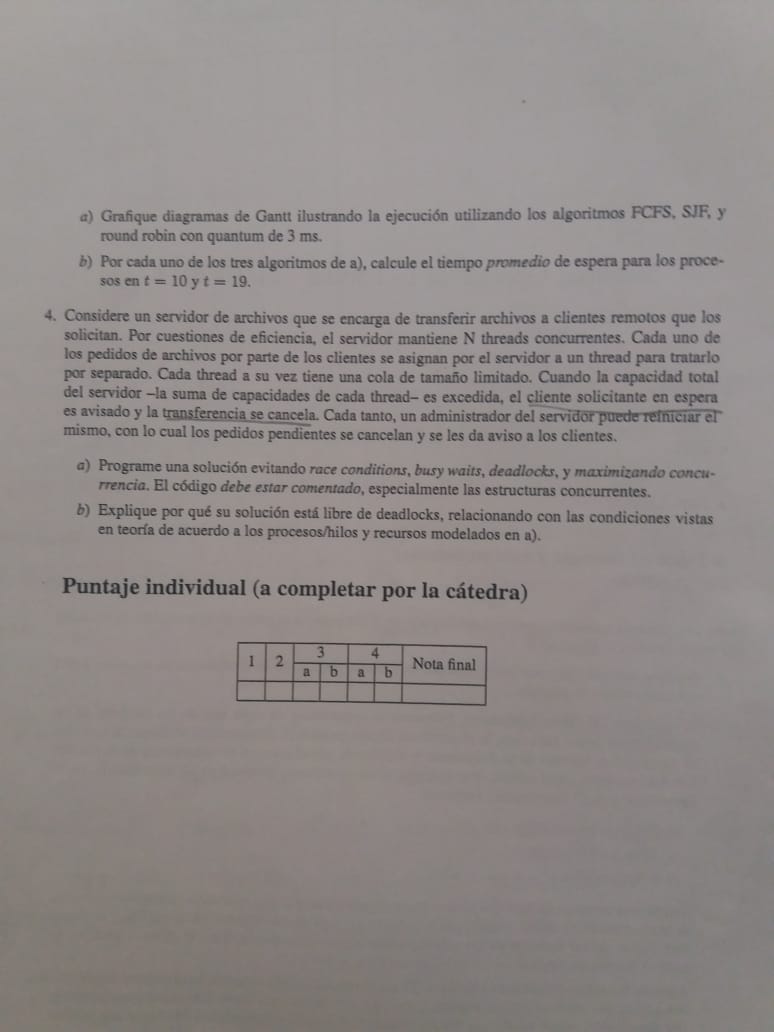 a) Grafique diagramas de Gantt ilustrando la ejecución utilizando los algoritmos FCFS, SJF, y
round robin con quantum de 3 ms.
b) Por cada uno de los tres algoritmos de a), calcule el tiempo promedio de espera para los proce-
sos en t = 10 y t = 19.
4. Considere un servidor de archivos que se encarga de transferir archivos a clientes remotos que los
solicitan. Por cuestiones de eficiencia, el servidor mantiene N threads concurrentes. Cada uno de
los pedidos de archivos por parte de los clientes se asignan por el servidor a un thread para tratarlo
por separado. Cada thread a su vez tiene una cola de tamaño limitado. Cuando la capacidad total
del servidor –la suma de capacidades de cada thread– es excedida, el cliente solicitante en espera
es avisado y la transferencia se cancela. Cada tanto, un administrador del servidor puede reiniciar el
mismo, con lo cual los pedidos pendientes se cancelan y se les da aviso a los clientes.
a) Programe una solución evitando race conditions, busy waits, deadlocks, y maximizando concu-
rrencia. El código debe estar comentado, especialmente las estructuras concurrentes.
b) Explique por qué su solución está libre de deadlocks, relacionando con las condiciones vistas
en teoría de acuerdo a los procesos/hilos y recursos modelados en a).
Puntaje individual (a completar por la cátedra)
1 2 3 4 Nota final
a b a b